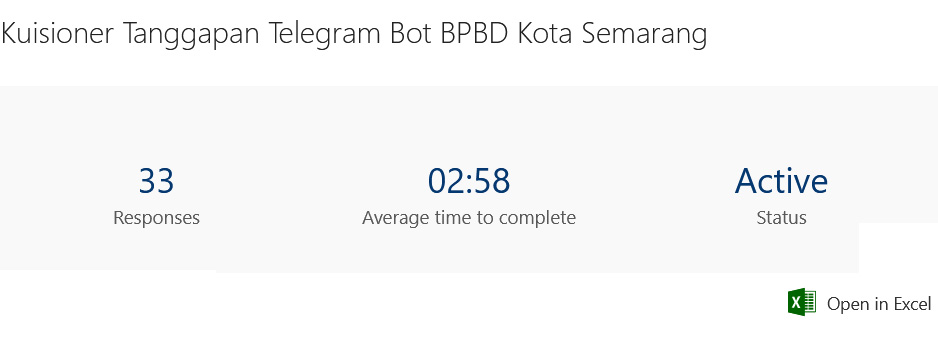 Kuisioner Tanggapan Telegram Bot BPBD Kota Semarang
33 02:58 Active
Responses Average time to complete Status
Open in Excel